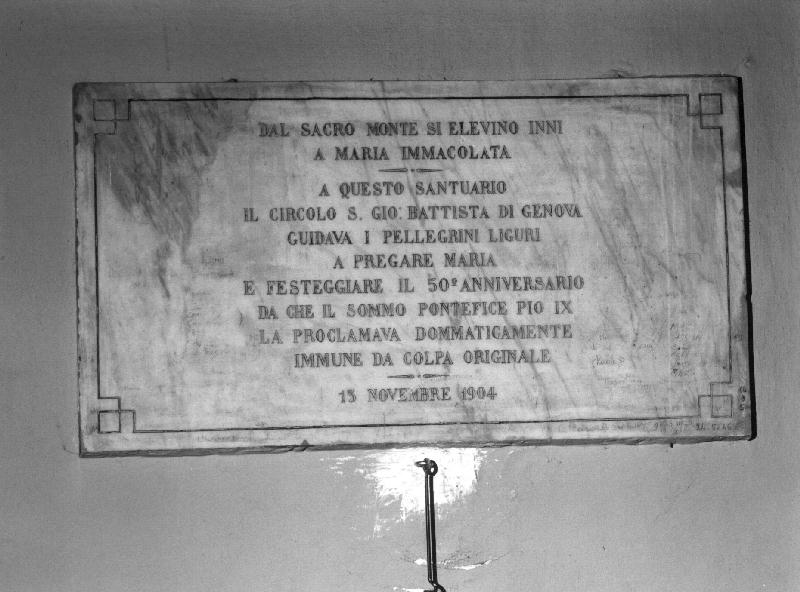 DAL SACRO MONTE SI ELEVINO INNI
A MARIA IMMACOLATA
A QUESTO SANTUARIO
IL CIRCOLO S. GIO. BATTISTA DI GENOVA
GUIDAVA I PELLEGRINI LIGURI
A PREGARE MARIA
E FESTEGGIARE IL 50º ANNIVERSARIO
DA CHE IL SOMMO PONTEFICE PIO IX
LA PROCLAMAVA DOMMATICAMENTE
IMMUNE DA COLPA ORIGINALE
13 NOVEMBRE 1904